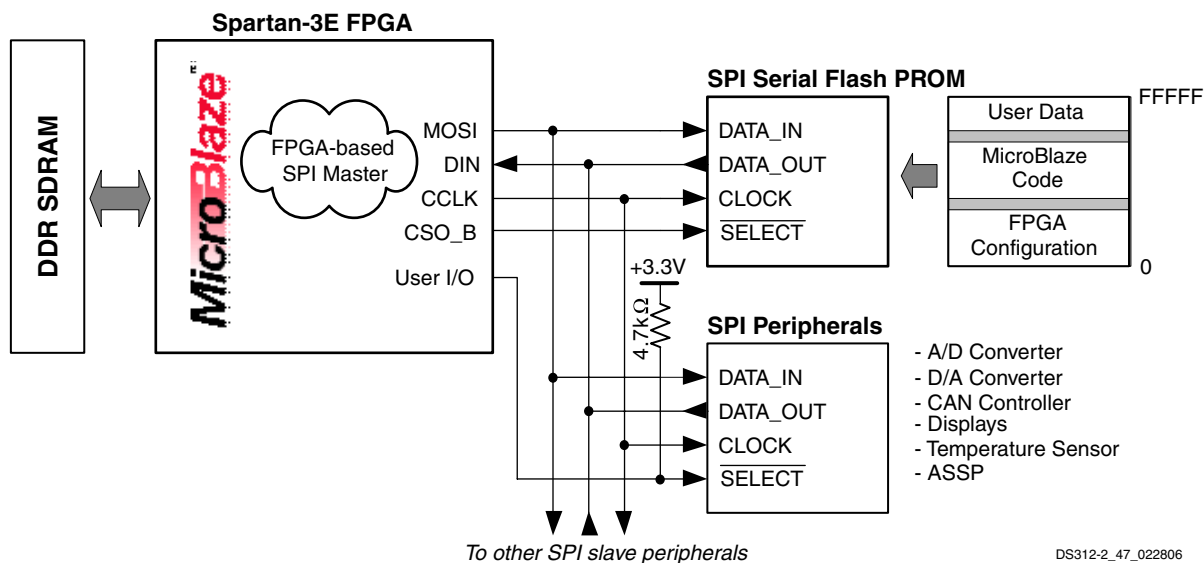 Spartan-3E FPGA
DDR SDRAM
MicroBlaze™
FPGA-based
SPI Master
MOSI
DIN
CCLK
CSO_B
User I/O
SPI Serial Flash PROM
DATA_IN
DATA_OUT
CLOCK
SELECT
User Data
MicroBlaze
Code
FPGA
Configuration
FFFFF
0
+3.3V
4.7kΩ
SPI Peripherals
DATA_IN
DATA_OUT
CLOCK
SELECT
- A/D Converter
- D/A Converter
- CAN Controller
- Displays
- Temperature Sensor
- ASSP
To other SPI slave peripherals
DS312-2_47_022806